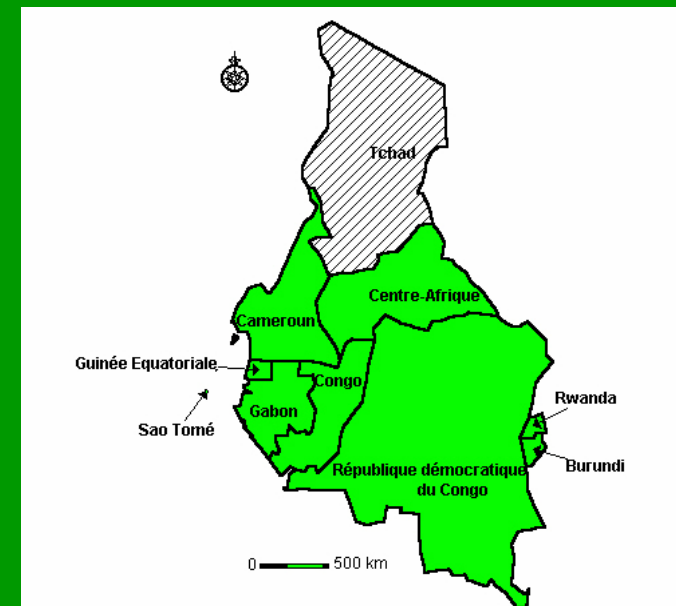 Tchad
Centre-Afrique
Cameroun
Guinée Equatoriale
Congo
Gabon
Sao Tomé
Rwanda
Burundi
République démocratique
du Congo
0 500 km